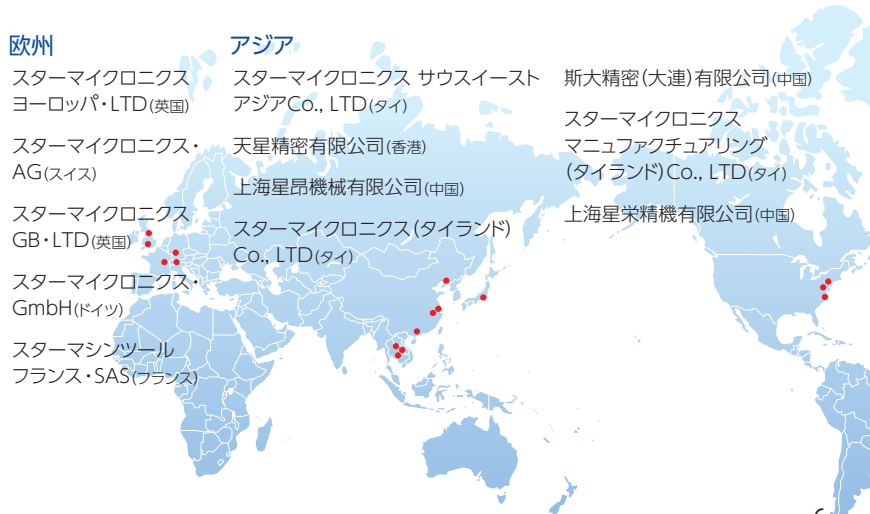 欧州
スターマイクロニクス
ヨーロッパ・LTD(英国)
スターマイクロニクス・
AG(スイス)
スターマイクロニクス
GB・LTD(英国)
スターマイクロニクス・
GmbH(ドイツ)
スターマシンツール
フランス・SAS(フランス)
アジア
スターマイクロニクス サウスイースト
アジアCo., LTD(タイ)
天星精密有限公司(香港)
上海星昂機械有限公司(中国)
スターマイクロニクス(タイランド)
Co., LTD(タイ)
斯大精密(大連)有限公司(中国)
スターマイクロニクス
マニュファクチュアリング
(タイランド)Co., LTD(タイ)
上海星栄精機有限公司(中国)